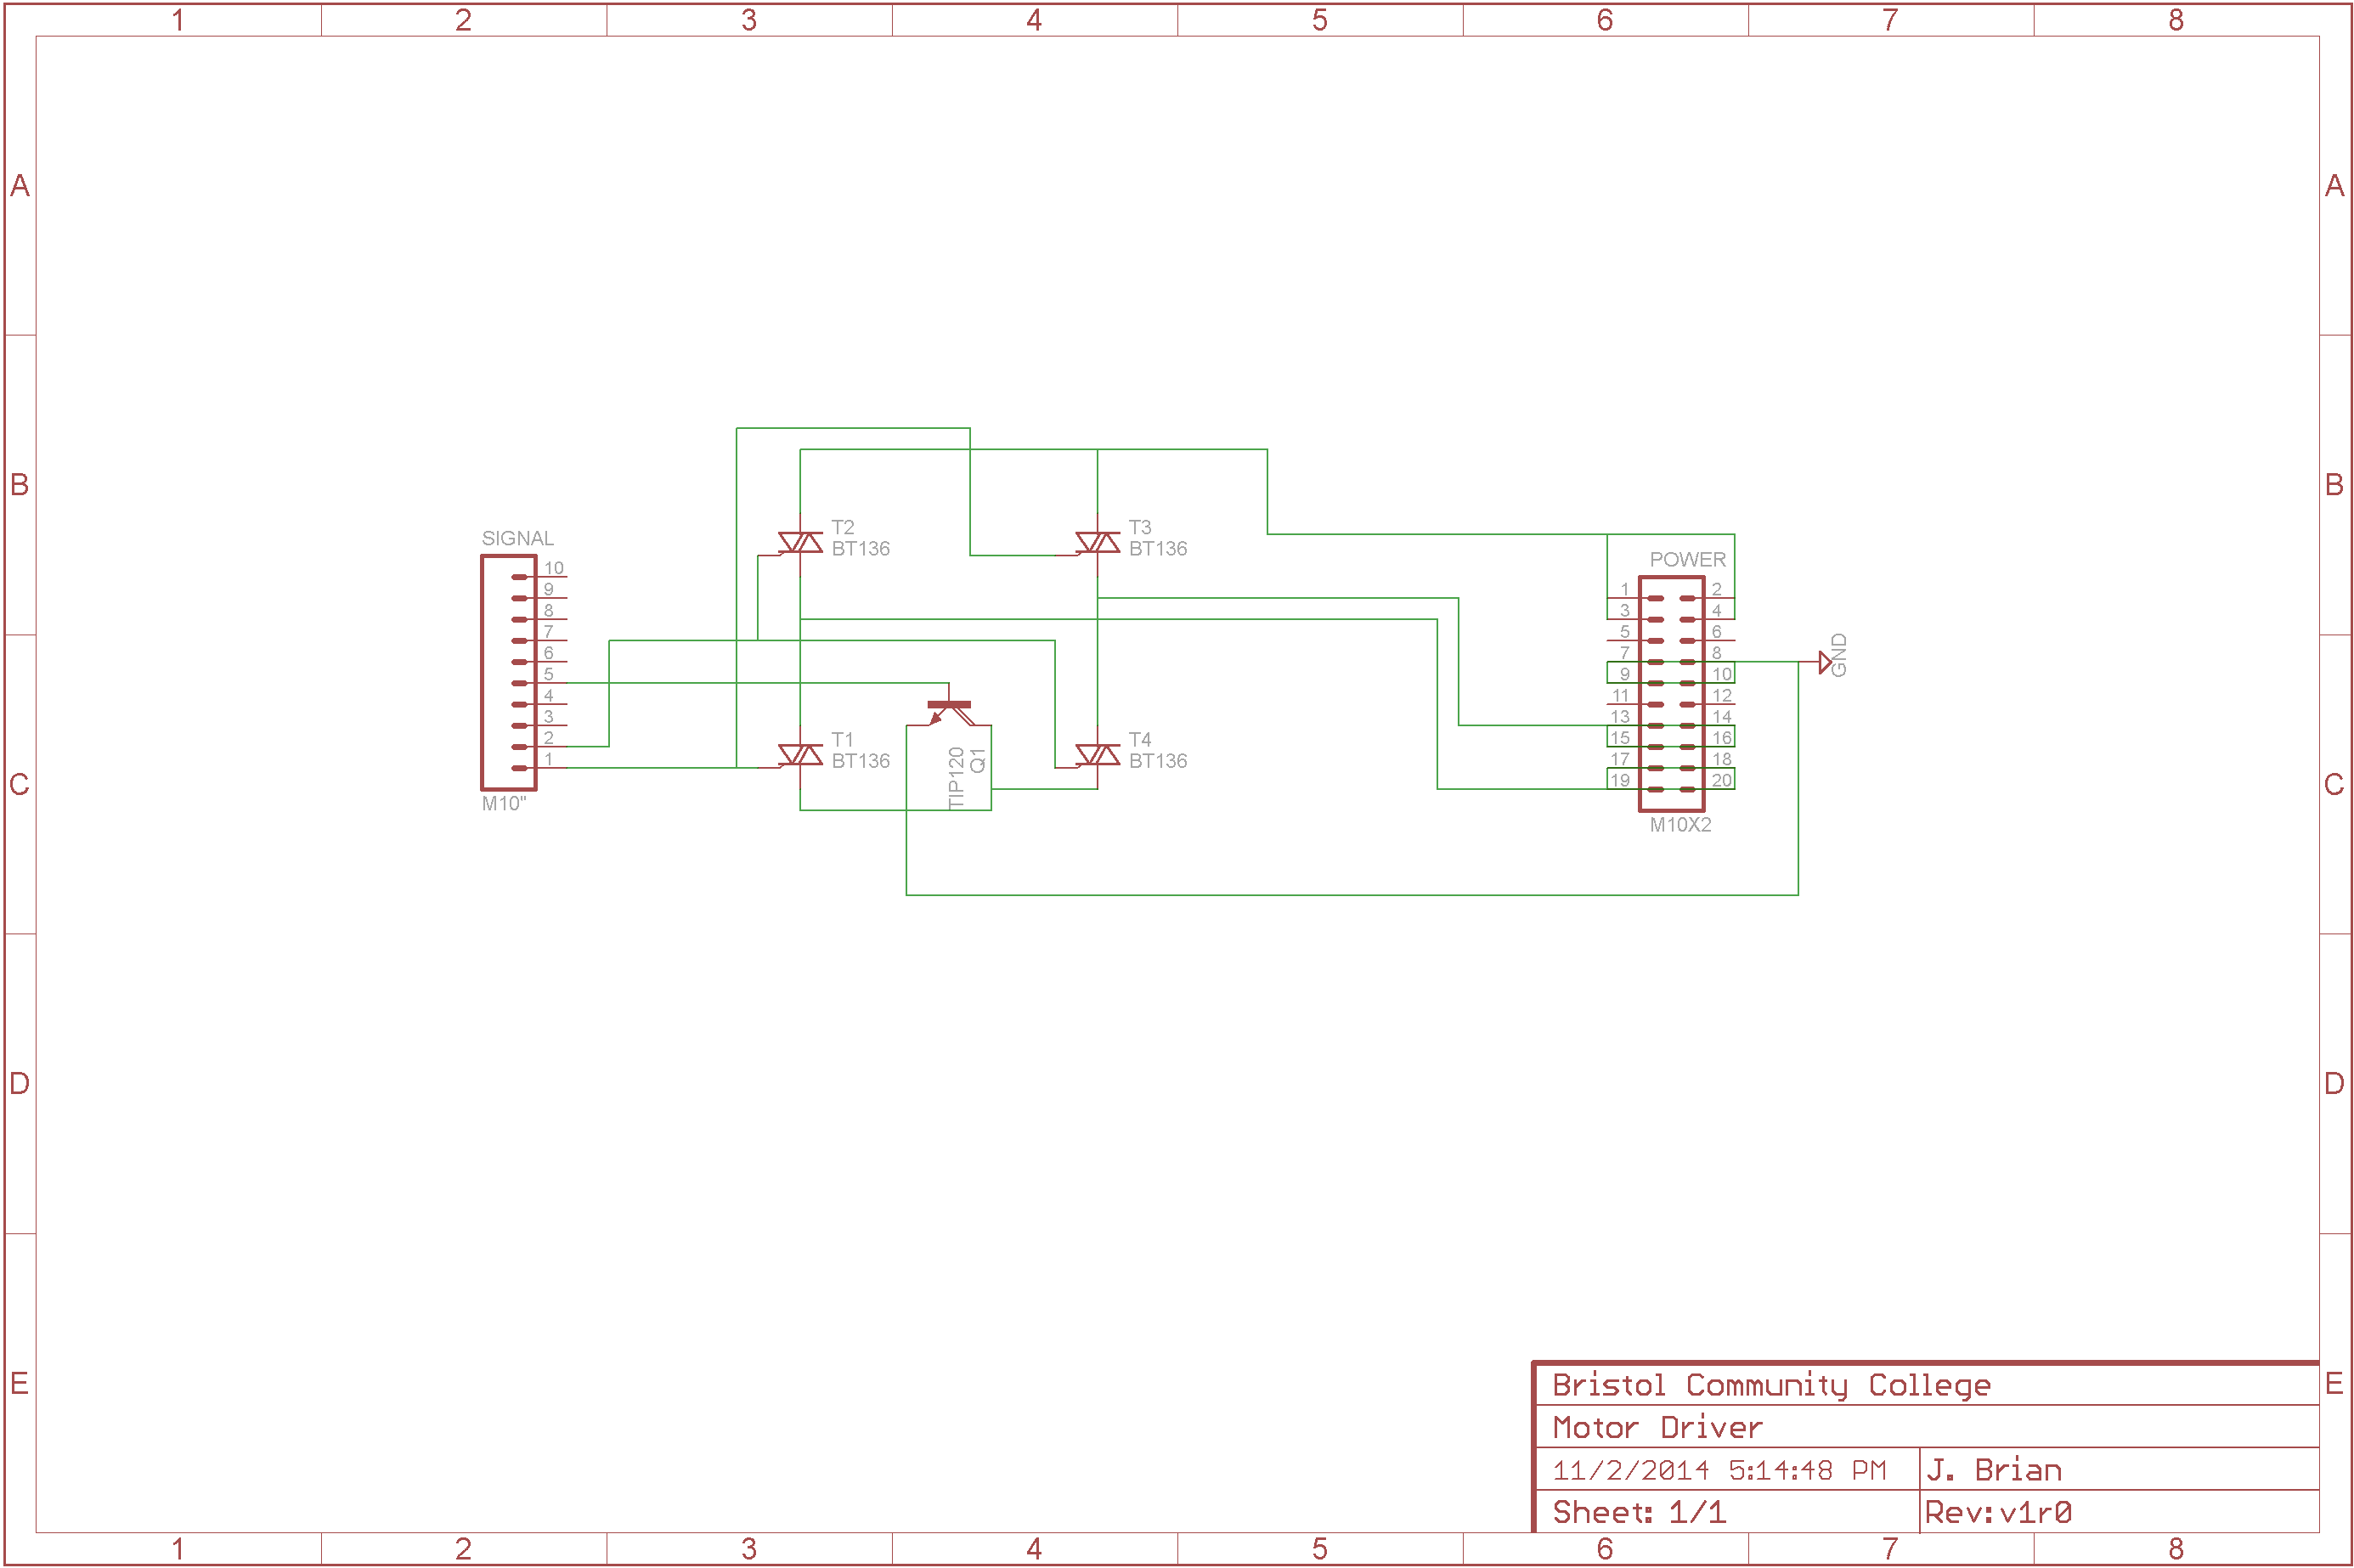 1 2 3 4 5 6 7 8
A A
B B
T2 T3
BT136 BT136
SIGNAL
POWER
10
9
8
7
6
5
4
3
2
1
M10"
1 2
3 4
5 6
7 8
9 10
11 12
13 14
15 16
17 18
19 20
M10X2
GND
T1 T4
BT136 BT136
TIP120
Q1
C C
D D
E E
Bristol Community College
Motor Driver
11/2/2014 5:14:48 PM J. Brian
Sheet: 1/1 Rev:v1r0
1 2 3 4 5 6 7 8